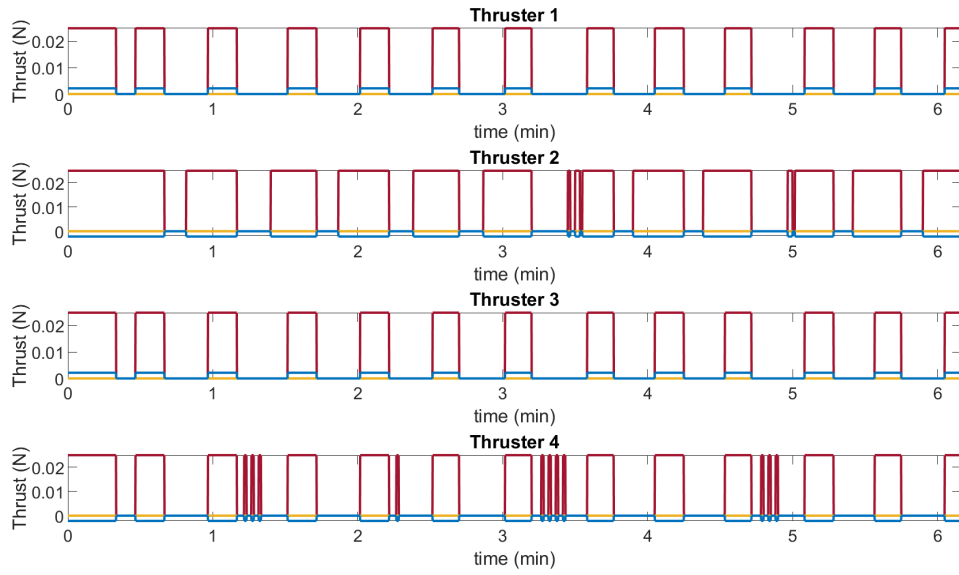 Thruster 1
Thrust (N)
0.02
0.01
0
0 1 2 3 4 5 6
time (min)
Thruster 2
Thrust (N)
0.02
0.01
0
0 1 2 3 4 5 6
time (min)
Thruster 3
Thrust (N)
0.02
0.01
0
0 1 2 3 4 5 6
time (min)
Thruster 4
Thrust (N)
0.02
0.01
0
0 1 2 3 4 5 6
time (min)